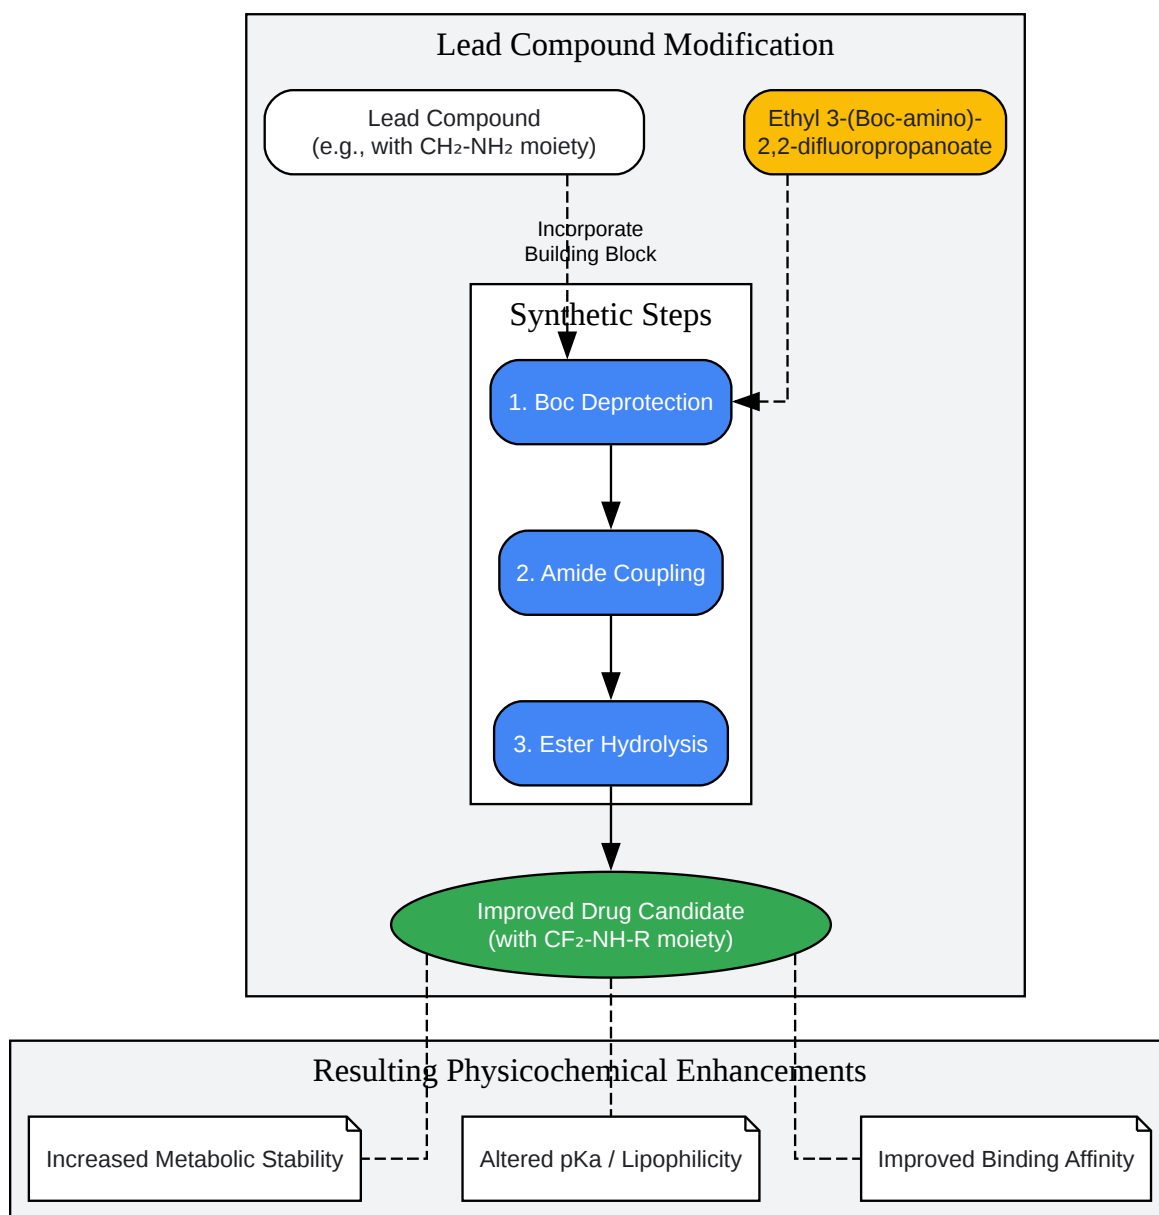 Lead Compound Modification
Lead Compound
(e.g., with CH₂-NH₂ moiety)
Ethyl 3-(Boc-amino)-
2,2-difluoropropanoate
Incorporate
Building Block
Synthetic Steps
1. Boc Deprotection
2. Amide Coupling
3. Ester Hydrolysis
Improved Drug Candidate
(with CF₂-NH-R moiety)
Resulting Physicochemical Enhancements
Increased Metabolic Stability
Altered pKa / Lipophilicity
Improved Binding Affinity